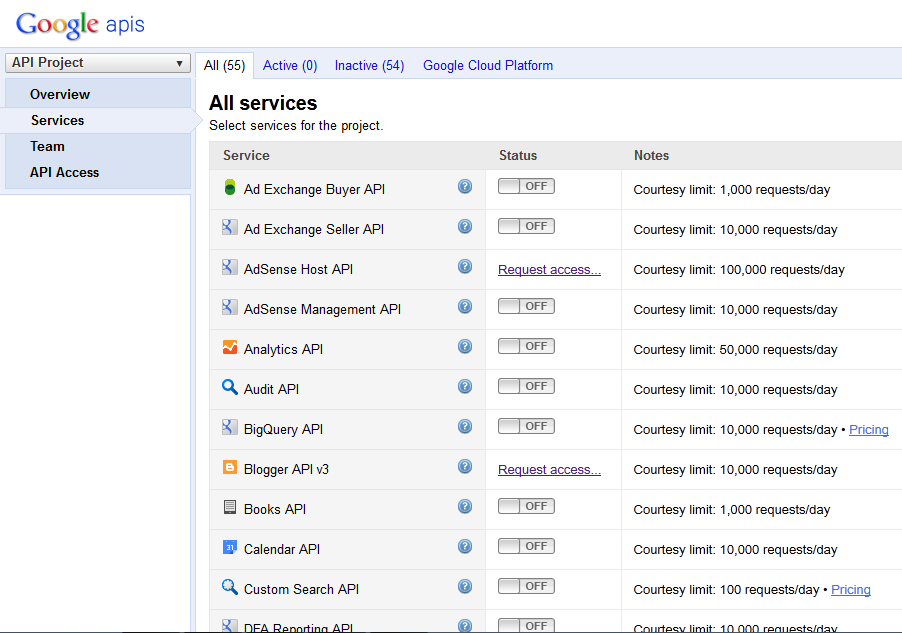 Google apis
API Project
All (55) Active (0) Inactive (54) Google Cloud Platform
Overview
Services
Team
API Access
All services
Select services for the project.
Service Status Notes
Ad Exchange Buyer API ? OFF Courtesy limit: 1,000 requests/day
Ad Exchange Seller API ? OFF Courtesy limit: 10,000 requests/day
AdSense Host API ? Request access... Courtesy limit: 100,000 requests/day
AdSense Management API ? OFF Courtesy limit: 10,000 requests/day
Analytics API ? OFF Courtesy limit: 50,000 requests/day
Audit API ? OFF Courtesy limit: 10,000 requests/day
BigQuery API ? OFF Courtesy limit: 10,000 requests/day • Pricing
Blogger API v3 ? Request access... Courtesy limit: 10,000 requests/day
Books API ? OFF Courtesy limit: 1,000 requests/day
31 Calendar API ? OFF Courtesy limit: 10,000 requests/day
Custom Search API ? OFF Courtesy limit: 100 requests/day • Pricing
DFA Reporting API ? OFF Courtesy limit: 10,000 requests/day